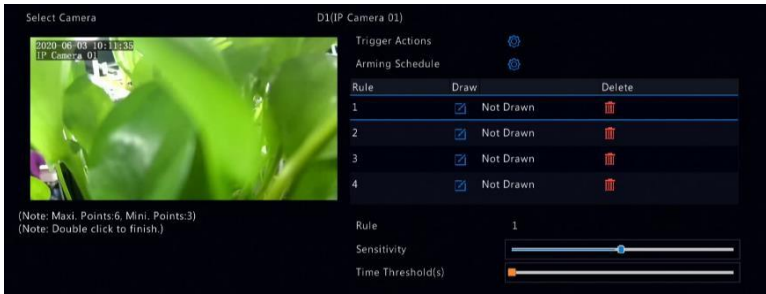 Select Camera
D1(IP Camera 01)
2020-06-03 10:11:35
IP Camera 01
Trigger Actions
Arming Schedule
Rule Draw Delete
1 Not Drawn
2 Not Drawn
3 Not Drawn
4 Not Drawn
(Note: Maxi. Points:6, Mini. Points:3)
(Note: Double click to finish.)
Rule 1
Sensitivity
Time Threshold(s)